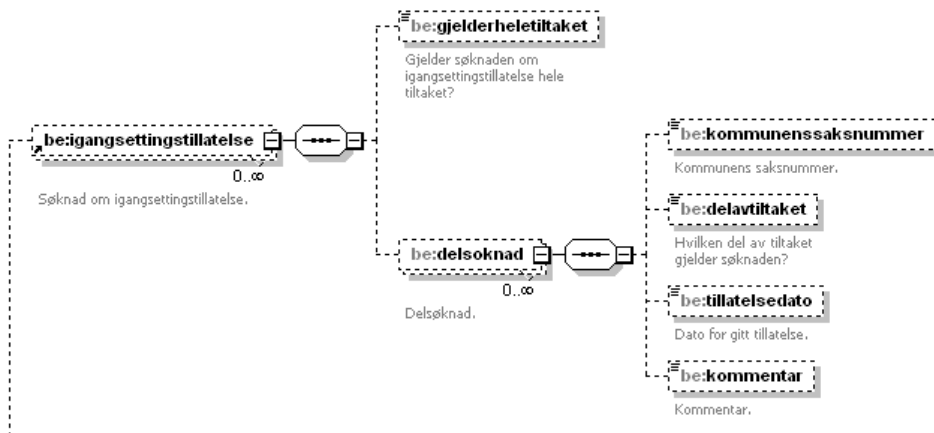 be:gjelderheletiltaket
Gjelder søknaden om
igangsettingstillatelse hele
tiltaket?
be:igangsettingstillatelse
0..∞
Søknad om igangsettingstillatelse.
be:kommunenssaksnummer
Kommunens saksnummer.
be:delavtiltaket
Hvilken del av tiltaket
gjelder søknaden?
be:delsoknad
0..∞
Delsøknad.
be:tillatelsedato
Dato for gitt tillatelse.
be:kommentar
Kommentar.